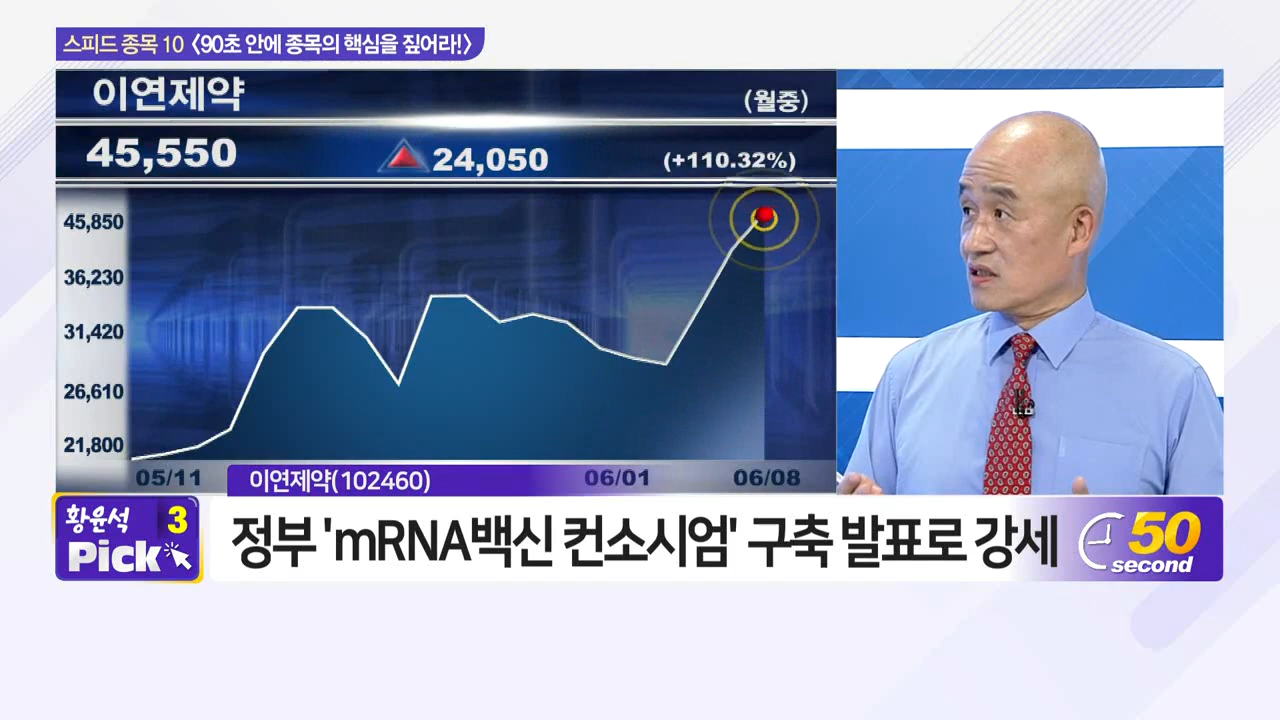 스피드 종목 10 <90초 안에 종목의 핵심을 짚어라!>
이연제약
(월중)
45,550 ▲ 24,050 (+110.32%)
45,850
36,230
31,420
26,610
21,800
05/11 06/01 06/08
이연제약(102460)
황윤석 3
Pick
정부 'mRNA백신 컨소시엄' 구축 발표로 강세
50
second